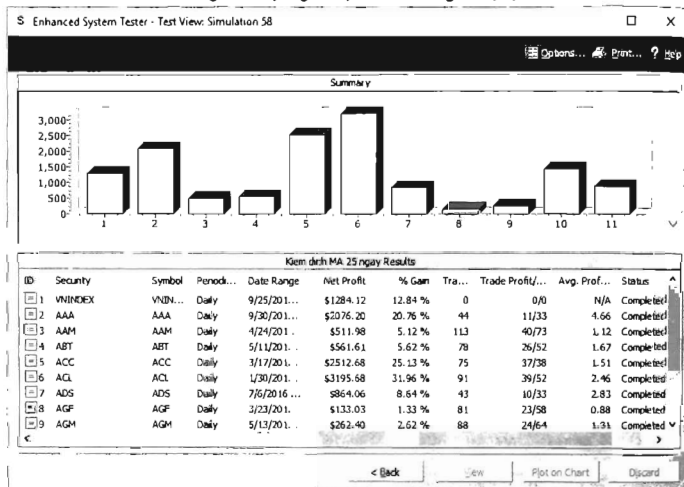 Enhanced System Tester - Test View: Simulation 58
Options... Print... ? Help
Summary
3,000
2,500
2,000
1,500
1,000
500
0
1 2 3 4 5 6 7 8 9 10 11
Kiem dinh MA 25 ngay Results
ID Security Symbol Periodi... Date Range Net Profit % Gain Tra... Trade Profit/... Avg. Prof... Status
1 VNINDEX VNIN... Daily 9/25/201... $1284.12 12.84 % 0 0/0 N/A Completed
2 AAA AAA Daily 9/30/201... $2076.20 20.76 % 44 11/33 4.66 Completed
3 AAM AAM Daily 4/24/201... $511.98 5.12 % 113 40/73 1.12 Completed
4 ABT ABT Daily 5/11/201... $561.61 5.62 % 78 26/52 1.67 Completed
5 ACC ACC Daily 3/17/201... $2512.68 25.13 % 75 37/38 1.51 Completed
6 ACL ACL Daily 1/30/201... $3195.68 31.96 % 91 39/52 2.46 Completed
7 ADS ADS Daily 7/6/2016 ... $864.06 8.64 % 43 10/33 2.83 Completed
8 AGF AGF Daily 3/23/201... $133.03 1.33 % 81 23/58 0.88 Completed
9 AGM AGM Daily 5/13/201... $262.40 2.62 % 88 24/64 1.31 Completed
< Back View Plot on Chart Discard